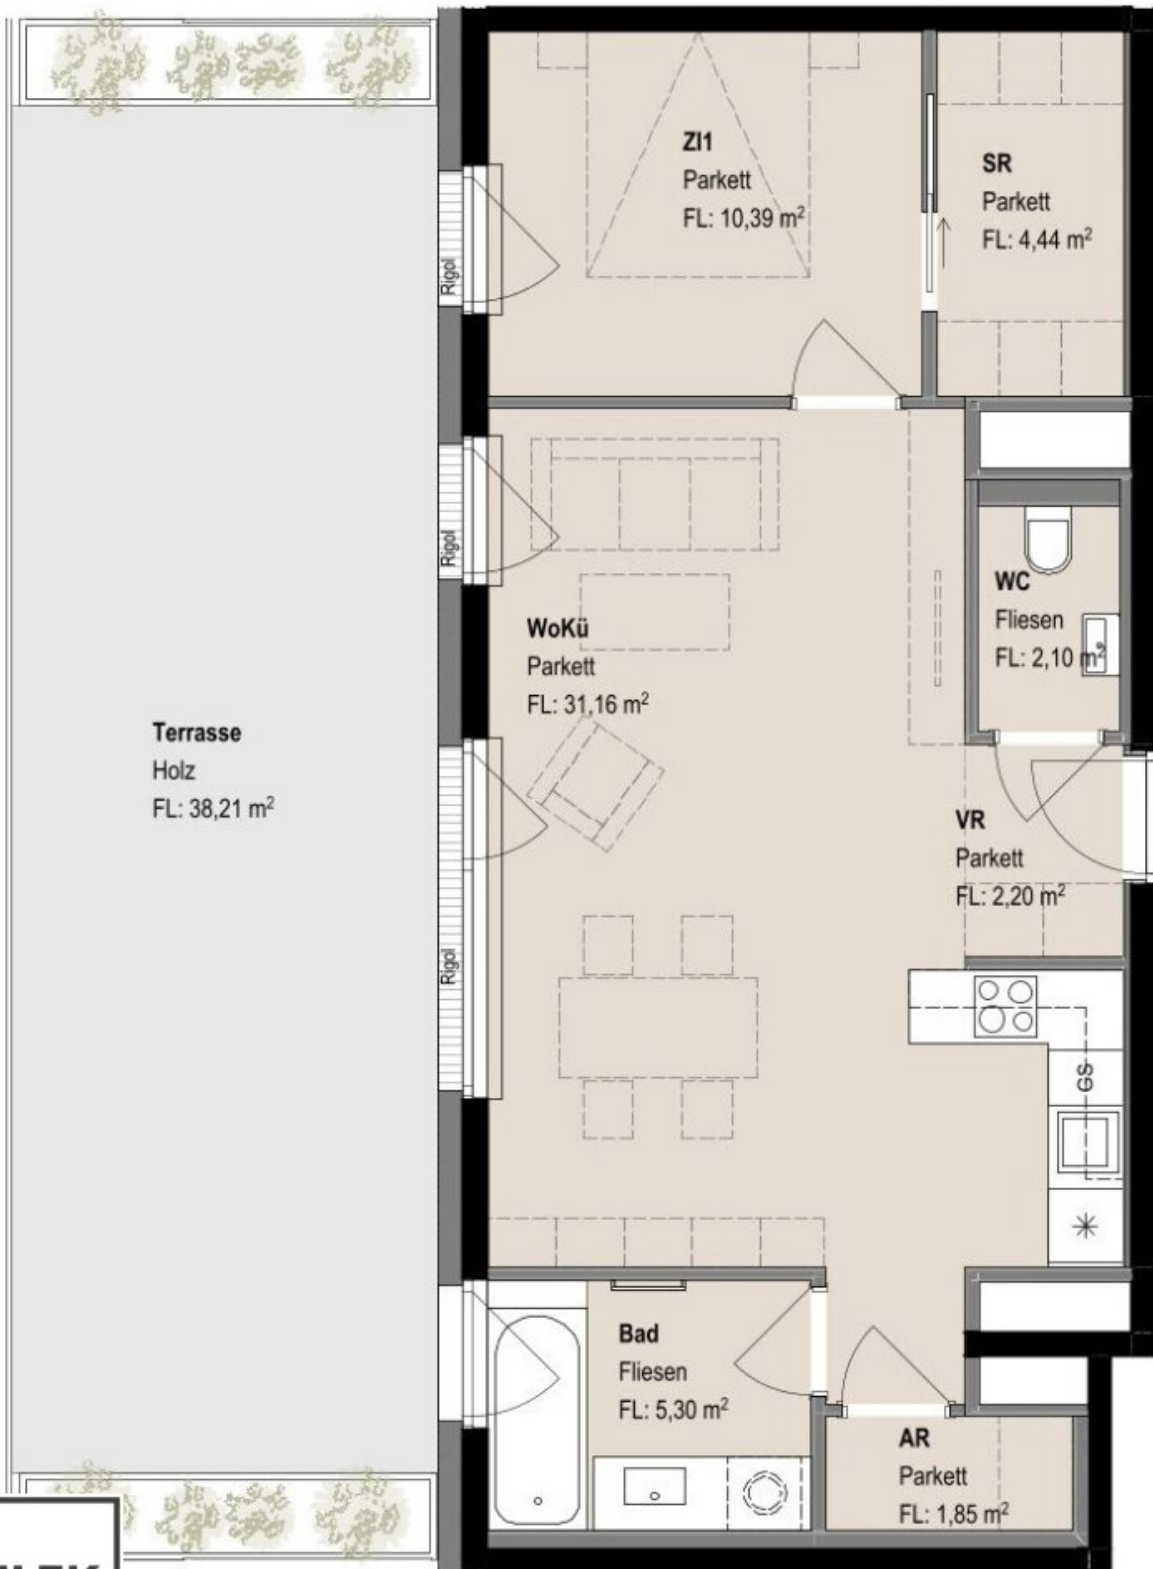 ZI1
Parkett
FL: 10,39 m²
SR
Parkett
FL: 4,44 m²
Rigol
Rigol
WC
Fliesen
FL: 2,10 m²
WoKü
Parkett
FL: 31,16 m²
Terrasse
Holz
FL: 38,21 m²
VR
Parkett
FL: 2,20 m²
Rigol
GS
Bad
Fliesen
FL: 5,30 m²
AR
Parkett
FL: 1,85 m²